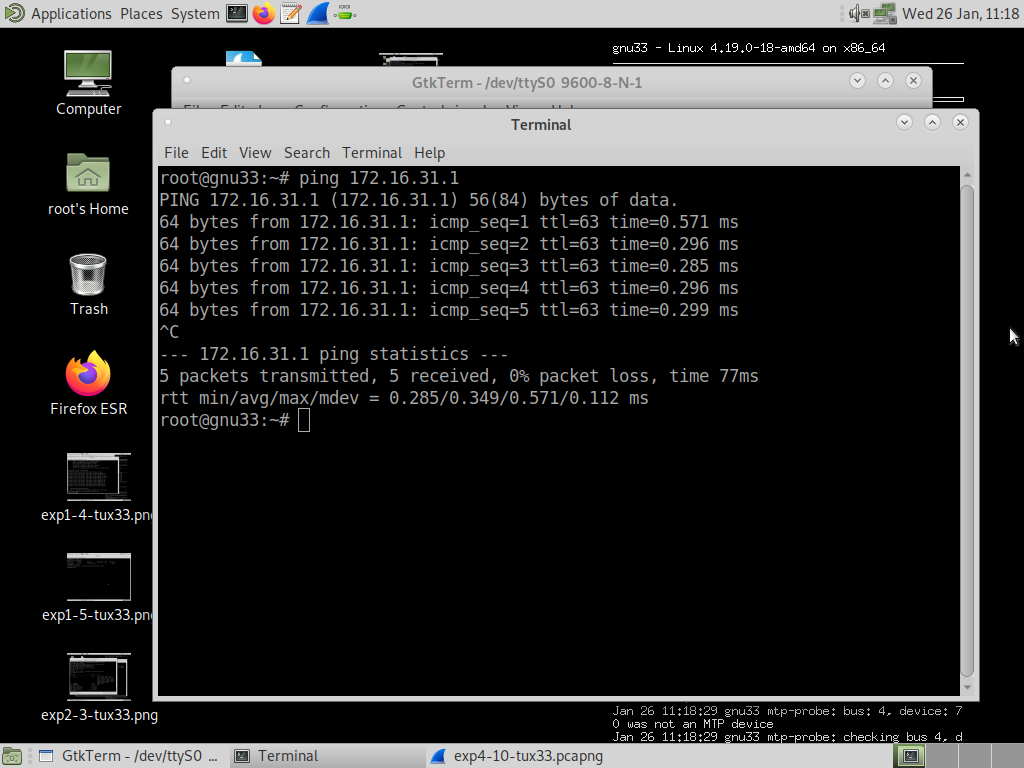 Applications Places System
Wed 26 Jan, 11:18
gnu33 - Linux 4.19.0-18-amd64 on x86_64
Computer
root's Home
Trash
Firefox ESR
exp1-4-tux33.pn
exp1-5-tux33.pn
exp2-3-tux33.png
GtkTerm - /dev/ttyS0 9600-8-N-1
Terminal
File Edit View Search Terminal Help
root@gnu33:~# ping 172.16.31.1
PING 172.16.31.1 (172.16.31.1) 56(84) bytes of data.
64 bytes from 172.16.31.1: icmp_seq=1 ttl=63 time=0.571 ms
64 bytes from 172.16.31.1: icmp_seq=2 ttl=63 time=0.296 ms
64 bytes from 172.16.31.1: icmp_seq=3 ttl=63 time=0.285 ms
64 bytes from 172.16.31.1: icmp_seq=4 ttl=63 time=0.296 ms
64 bytes from 172.16.31.1: icmp_seq=5 ttl=63 time=0.299 ms
^C
--- 172.16.31.1 ping statistics ---
5 packets transmitted, 5 received, 0% packet loss, time 77ms
rtt min/avg/max/mdev = 0.285/0.349/0.571/0.112 ms
root@gnu33:~#
Jan 26 11:18:29 gnu33 mtp-probe: bus: 4, device: 7
0 was not an MTP device
Jan 26 11:18:29 gnu33 mtp-probe: checking bus 4, d
GtkTerm - /dev/ttyS0 ...
Terminal
exp4-10-tux33.pcapng